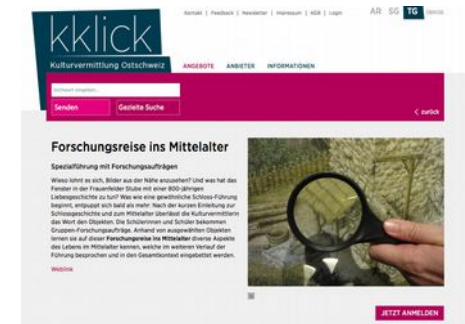 Kontakt | Feedback | Newsletter | Impressum | AGB | Login
AR SG TG
kklick
Kulturvermittlung Ostschweiz
ANGEBOTE ANBIETER INFORMATIONEN
Stichwort eingeben...
Senden Gezielte Suche
< zurück
Forschungsreise ins Mittelalter
Spezialführung mit Forschungsaufträgen
Wieso lohnt es sich, Bilder aus der Nähe anzusehen? Und was hat das
Fenster in der Frauenfelder Stube mit einer 800-jährigen
Liebesgeschichte zu tun? Was wie eine gewöhnliche Schloss-Führung
beginnt, entpuppt sich bald als mehr: Nach der kurzen Einleitung zur
Schlossgeschichte und zum Mittelalter überlässt die Kulturvermittlerin
das Wort den Objekten. Die Schülerinnen und Schüler bekommen
Gruppen-Forschungsaufträge. Anhand von ausgewählten Objekten
lernen sie auf dieser Forschungsreise ins Mittelalter diverse Aspekte
des Lebens im Mittelalter kennen, welche im weiteren Verlauf der
Führung besprochen und in den Gesamtkontext eingebettet werden.
Weblink
JETZT ANMELDEN